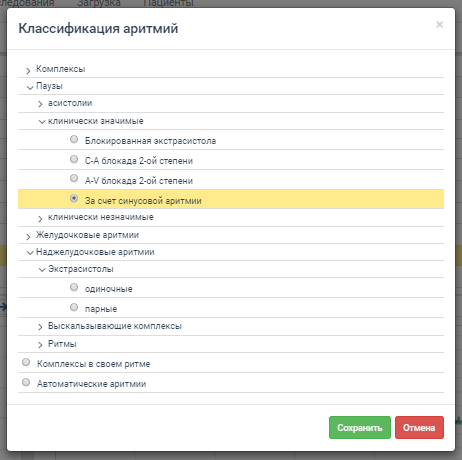 следования Загрузка Пациенты
Классификация аритмий ×
Комплексы
Паузы
асистолии
клинически значимые
Блокированная экстрасистола
С-А блокада 2-ой степени
A-V блокада 2-ой степени
За счет синусовой аритмии
клинически незначимые
Желудочковые аритмии
Наджелудочковые аритмии
Экстрасистолы
одиночные
парные
Выскальзывающие комплексы
Ритмы
Комплексы в своем ритме
Автоматические аритмии
Сохранить Отмена